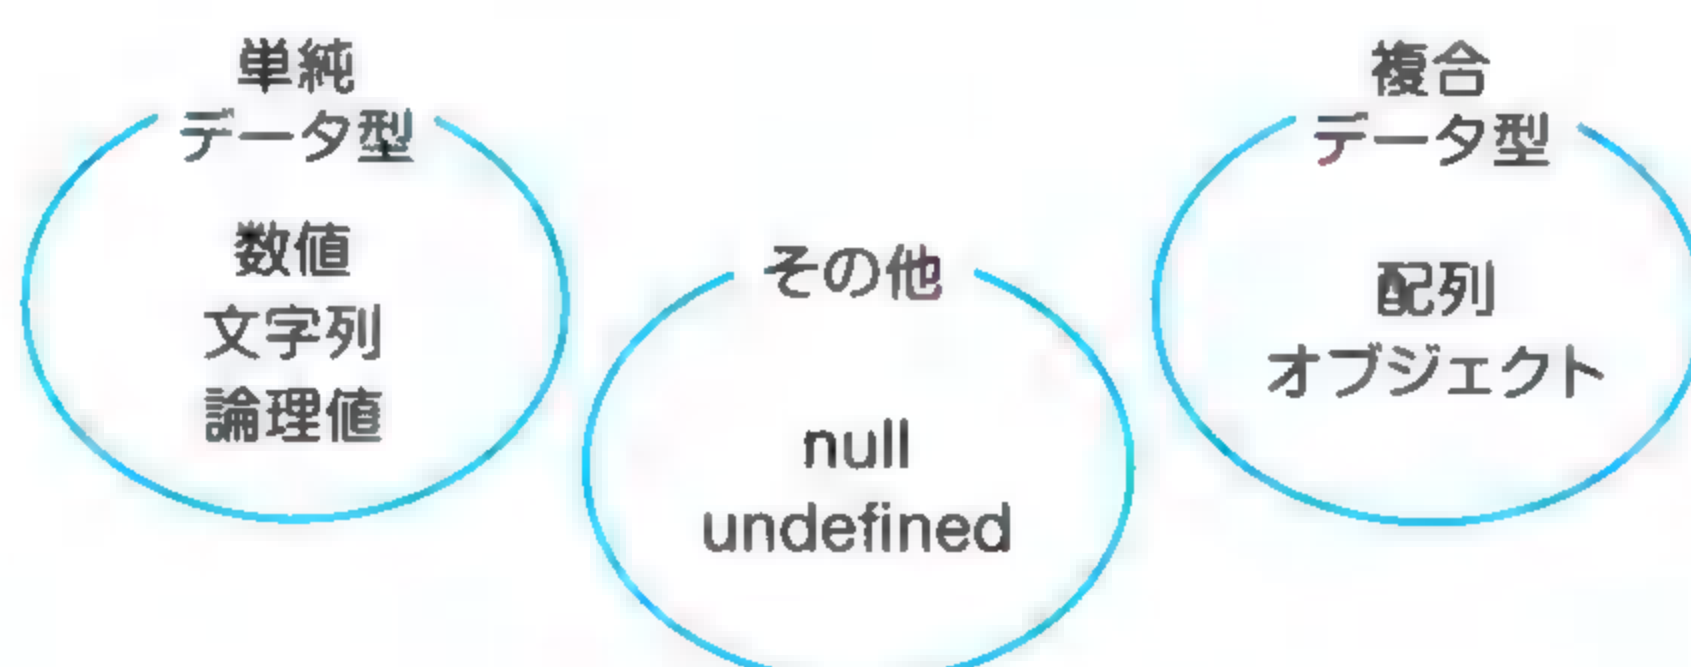 単純
データ型
数値
文字列
論理値
その他
null
undefined
複合
データ型
配列
オブジェクト